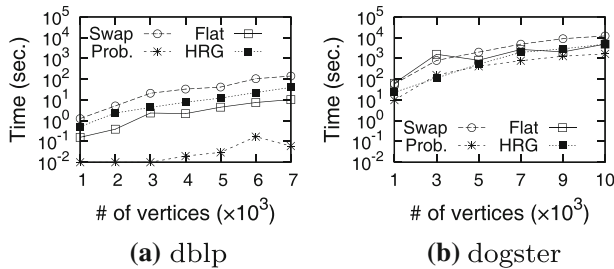 Time (sec.)
10^5
10^4
10^3
10^2
10^1
10^0
10^-1
10^-2
Swap Flat
Prob. HRG
1 2 3 4 5 6 7
# of vertices (×10^3)
(a) dblp
Time (sec.)
10^5
10^4
10^3
10^2
10^1
10^0
10^-1
10^-2
Swap Flat
Prob. HRG
1 3 5 7 9 10
# of vertices (×10^3)
(b) dogster